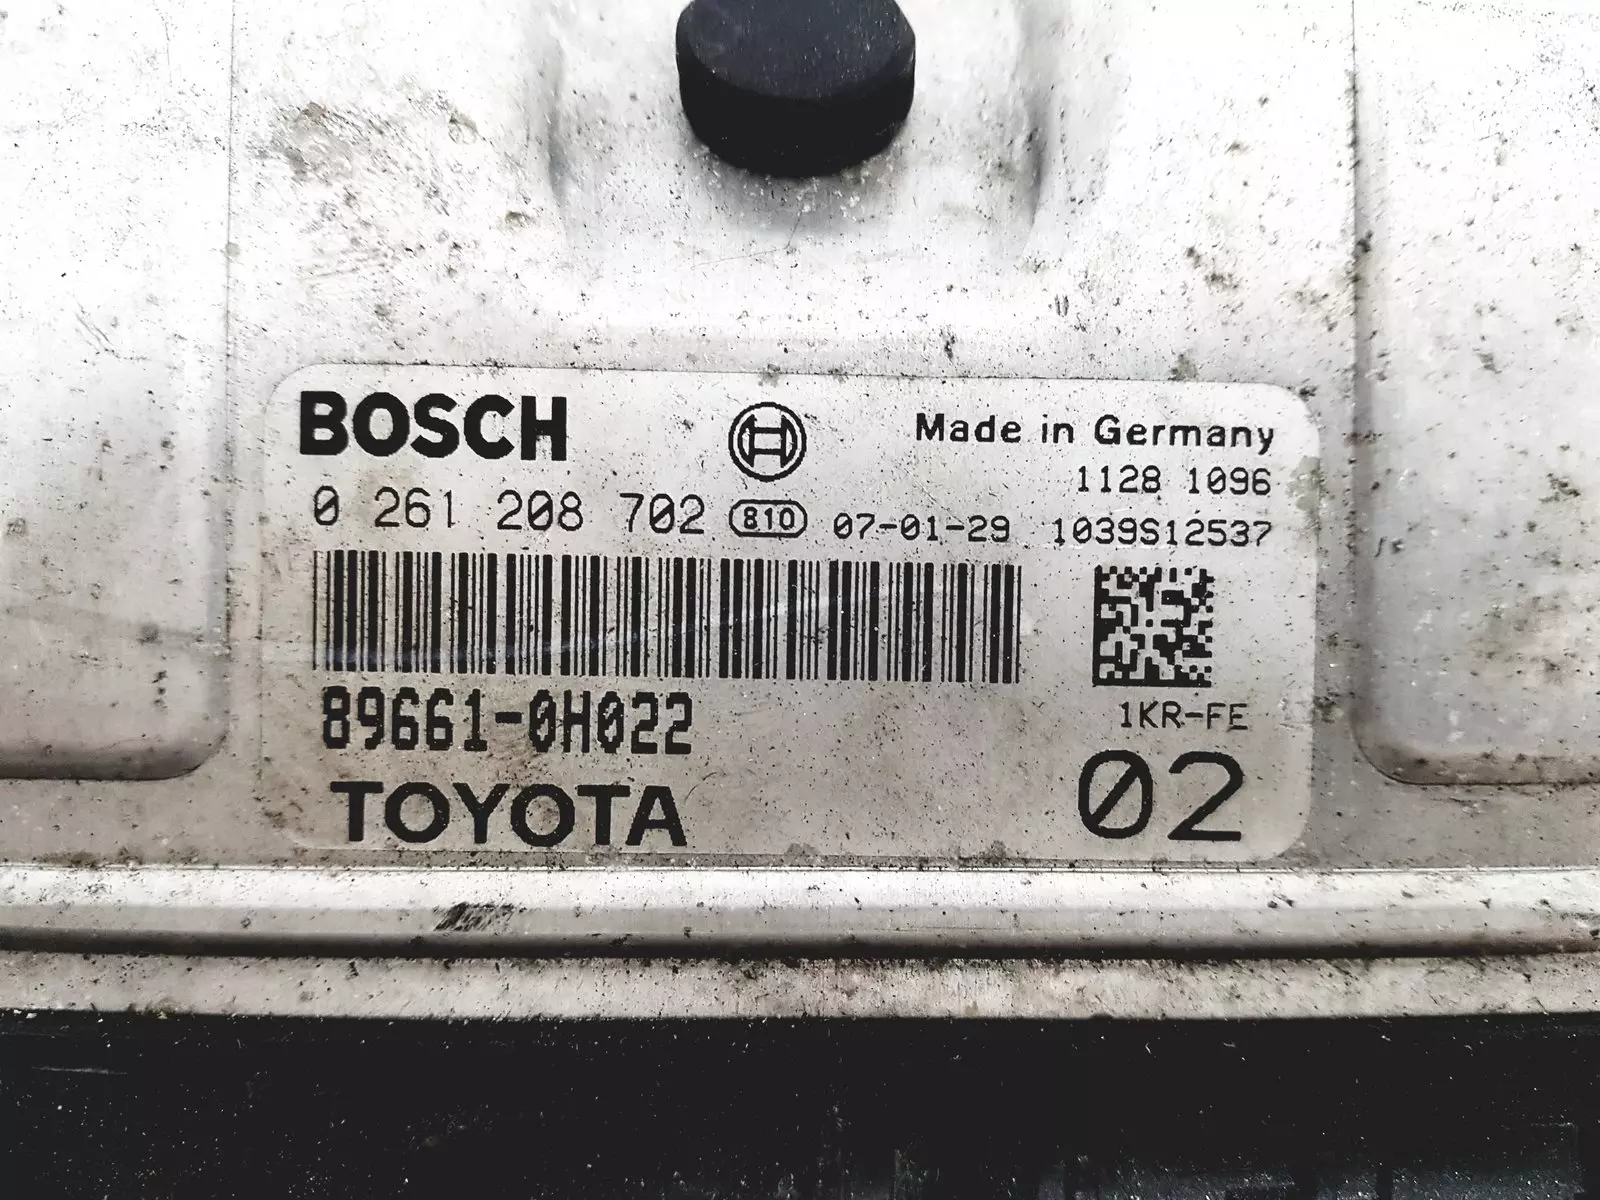 BOSCH
Made in Germany
1128 1096
0 261 208 702 810 07-01-29 1039S12537
89661-0H022
1KR-FE
TOYOTA
02